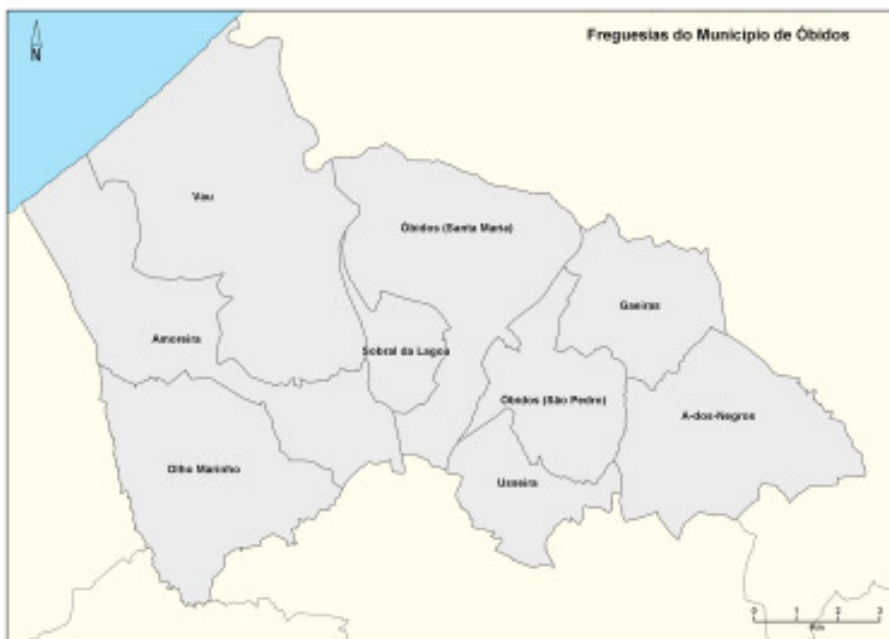 Freguesias do Município de Óbidos
N
Vau
Óbidos (Santa Maria)
Gaeiras
Amoreira
Sobral da Lagoa
Óbidos (São Pedro)
A-dos-Negros
Olho Marinho
Usseira
0 1 2 3
Km